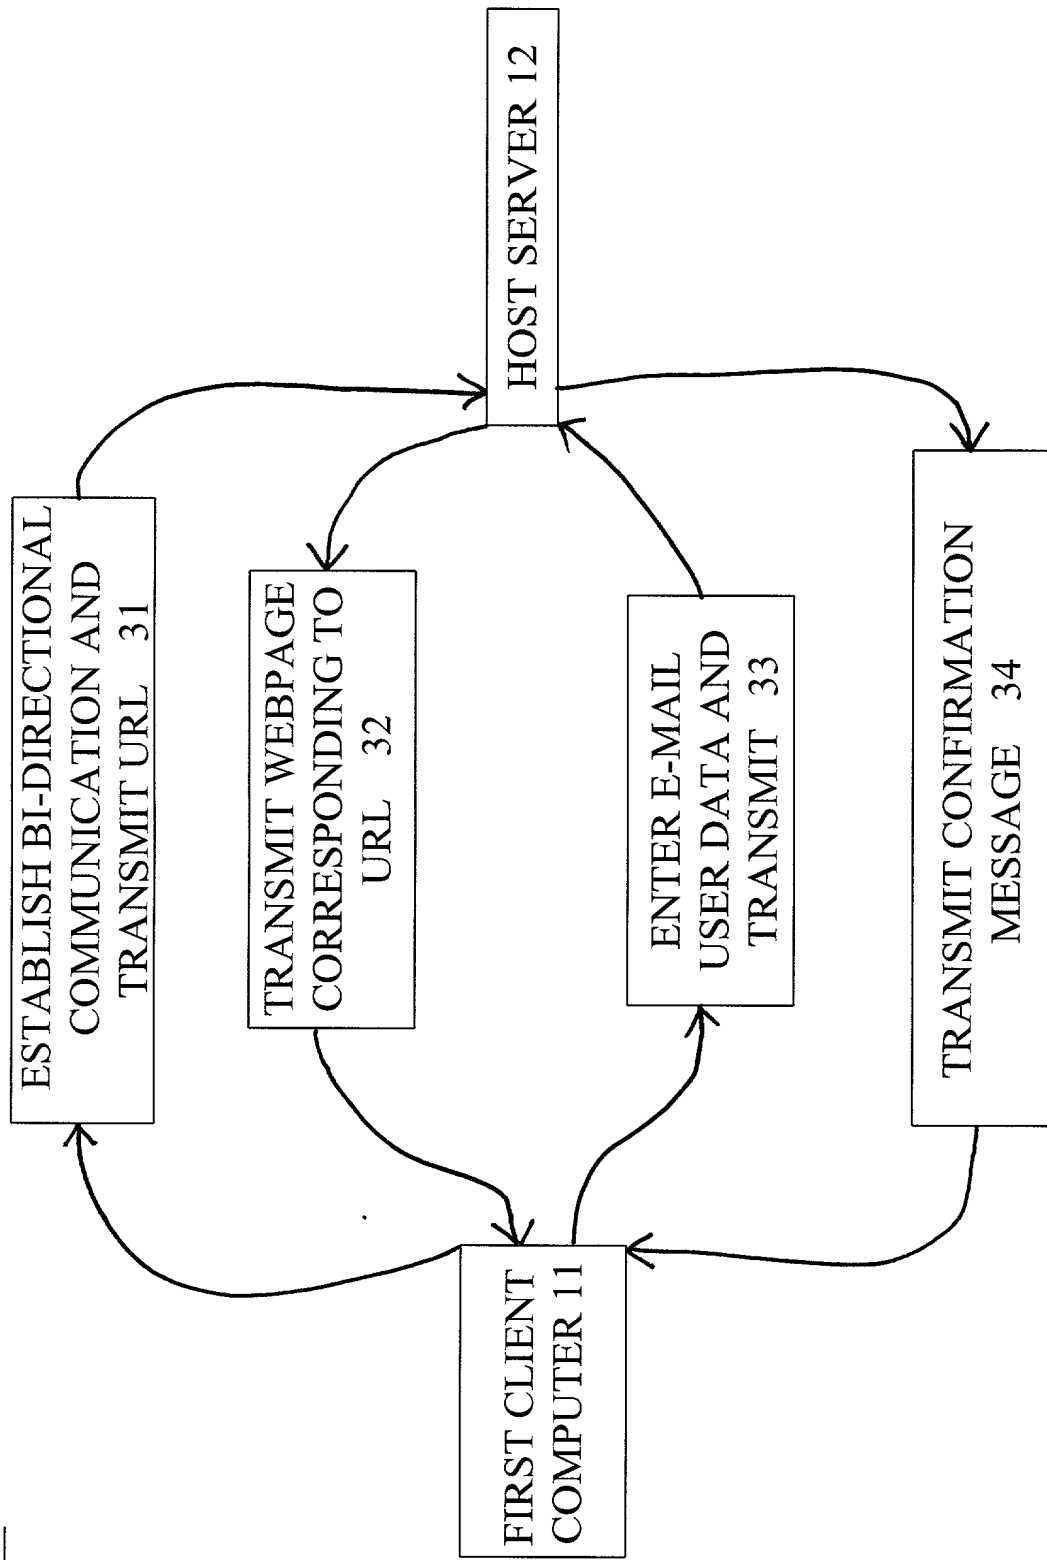 ESTABLISH BI-DIRECTIONAL
COMMUNICATION AND
TRANSMIT URL 31
TRANSMIT WEBPAGE
CORRESPONDING TO
URL 32
FIRST CLIENT
COMPUTER 11
HOST SERVER 12
ENTER E-MAIL
USER DATA AND
TRANSMIT 33
TRANSMIT CONFIRMATION
MESSAGE 34